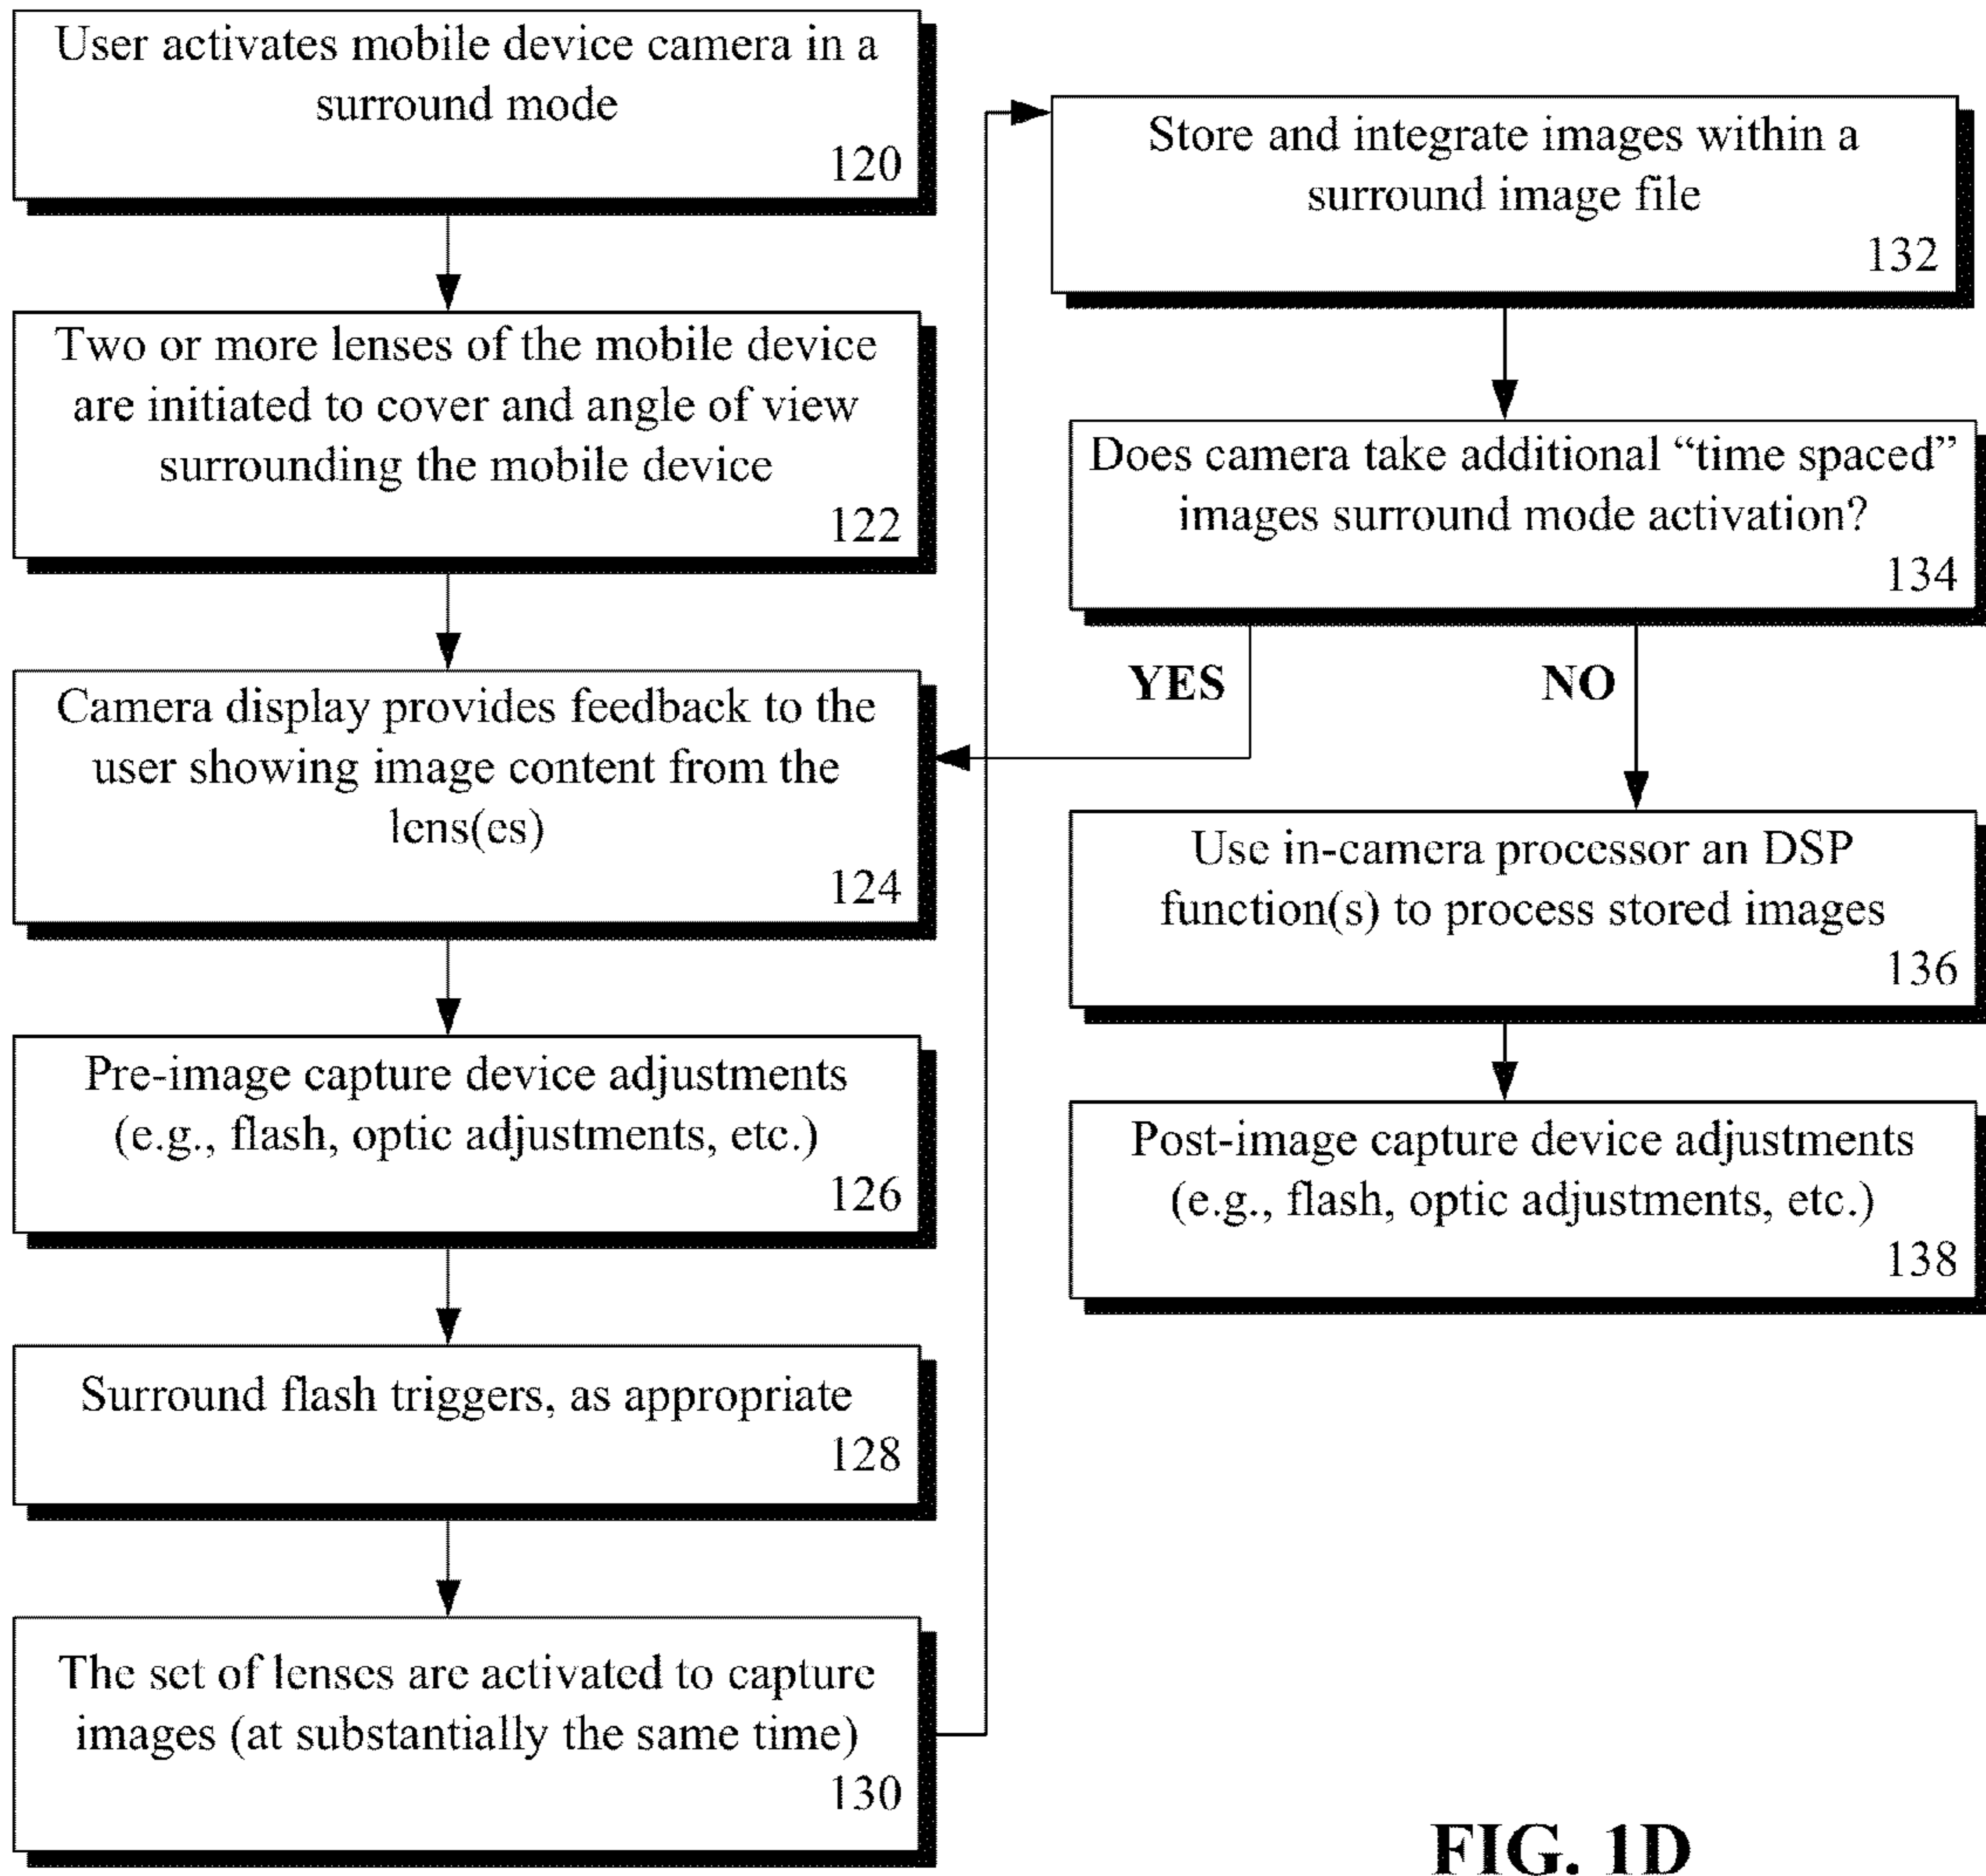 User activates mobile device camera in a
surround mode
120
Two or more lenses of the mobile device
are initiated to cover and angle of view
surrounding the mobile device
122
Camera display provides feedback to the
user showing image content from the
lens(es)
124
Pre-image capture device adjustments
(e.g., flash, optic adjustments, etc.)
126
Surround flash triggers, as appropriate
128
The set of lenses are activated to capture
images (at substantially the same time)
130
Store and integrate images within a
surround image file
132
Does camera take additional “time spaced”
images surround mode activation?
134
YES
NO
Use in-camera processor an DSP
function(s) to process stored images
136
Post-image capture device adjustments
(e.g., flash, optic adjustments, etc.)
138
FIG. 1D